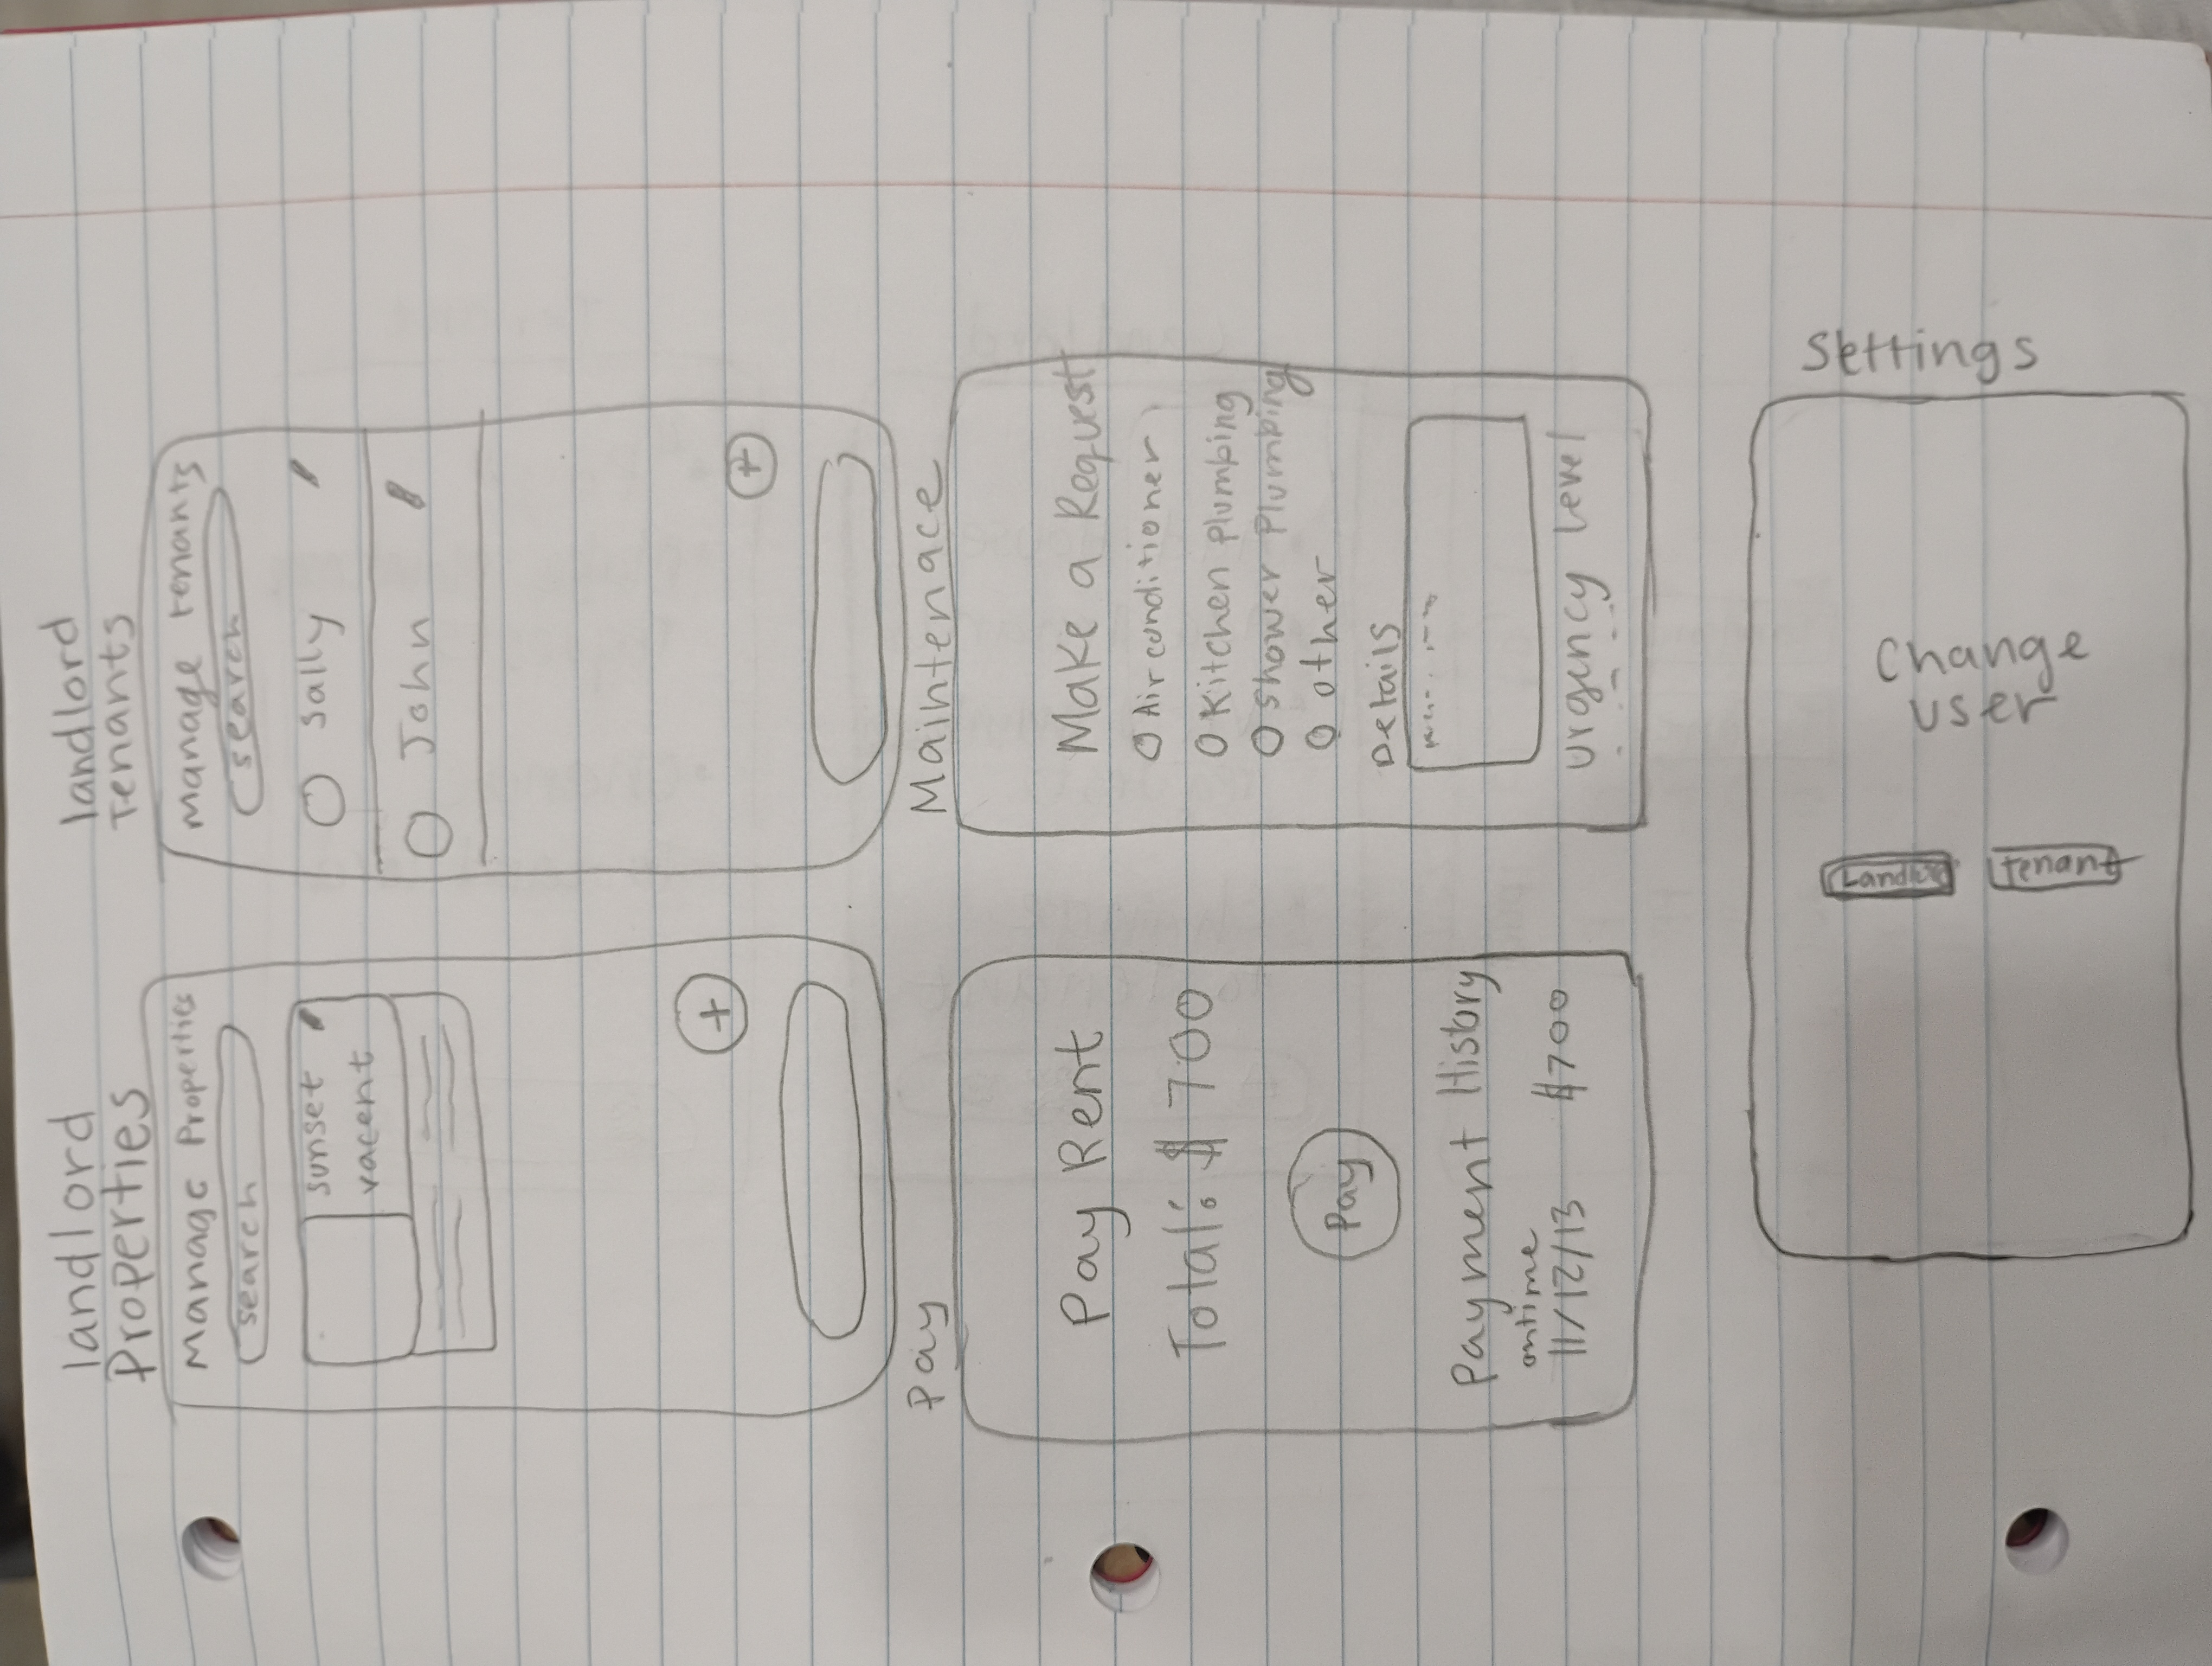 landlord
Properties
Manage Properties
search
sunset
vacent
+
landlord
Tenants
manage tenants
search
Sally
John
+
Pay
Pay Rent
Total: $ 700
Pay
Payment History
ontime
11/12/13 $700
Maintenace
Make a Request
Air conditioner
Kitchen plumbing
Shower Plumbing
other
Details
urgency level
Settings
Change
user
Tenant